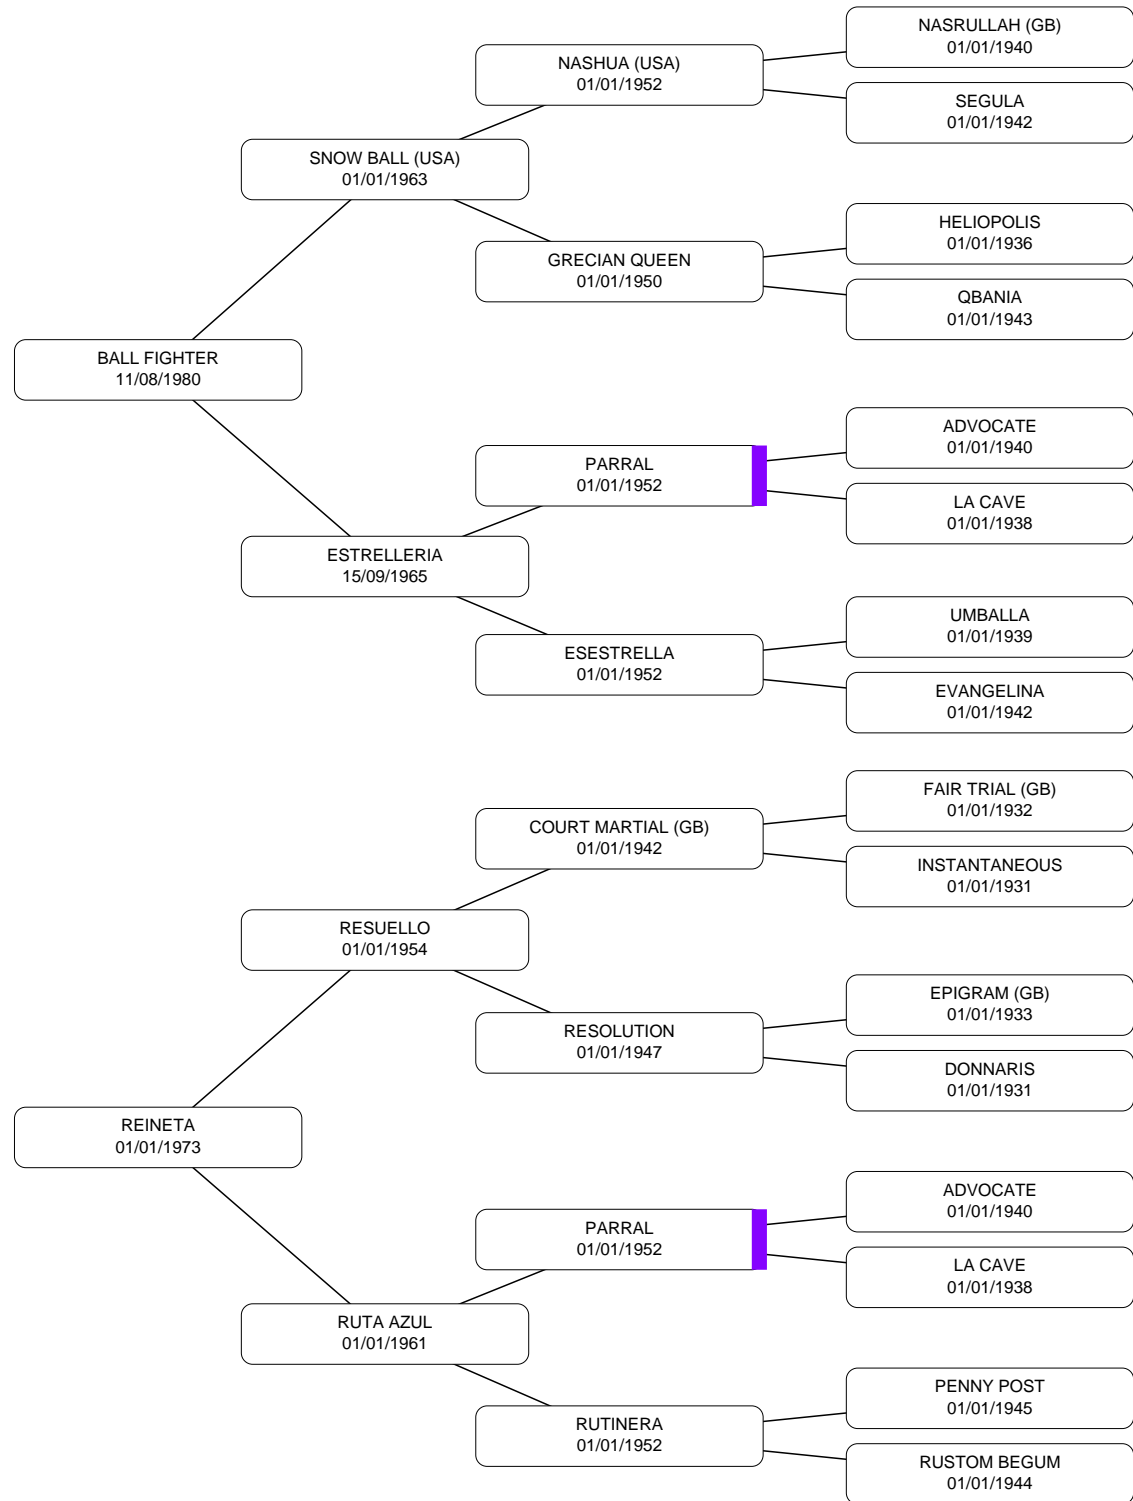 NASRULLAH (GB)
01/01/1940
NASHUA (USA)
01/01/1952
SEGULA
01/01/1942
SNOW BALL (USA)
01/01/1963
HELIOPOLIS
01/01/1936
GRECIAN QUEEN
01/01/1950
QBANIA
01/01/1943
BALL FIGHTER
11/08/1980
ADVOCATE
01/01/1940
PARRAL
01/01/1952
LA CAVE
01/01/1938
ESTRELLERIA
15/09/1965
UMBALLA
01/01/1939
ESESTRELLA
01/01/1952
EVANGELINA
01/01/1942
FAIR TRIAL (GB)
01/01/1932
COURT MARTIAL (GB)
01/01/1942
INSTANTANEOUS
01/01/1931
RESUELLO
01/01/1954
EPIGRAM (GB)
01/01/1933
RESOLUTION
01/01/1947
DONNARIS
01/01/1931
REINETA
01/01/1973
ADVOCATE
01/01/1940
PARRAL
01/01/1952
LA CAVE
01/01/1938
RUTA AZUL
01/01/1961
PENNY POST
01/01/1945
RUTINERA
01/01/1952
RUSTOM BEGUM
01/01/1944